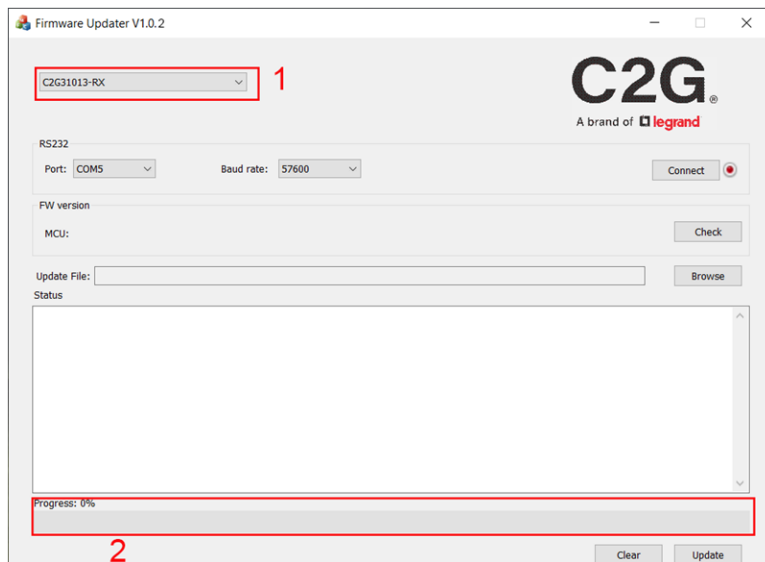 Firmware Updater V1.0.2
C2G31013-RX
1
C2G®
A brand of legrand
RS232
Port: COM5 Baud rate: 57600 Connect
FW version
MCU: Check
Update File: Browse
Status
Progress: 0%
2
Clear Update